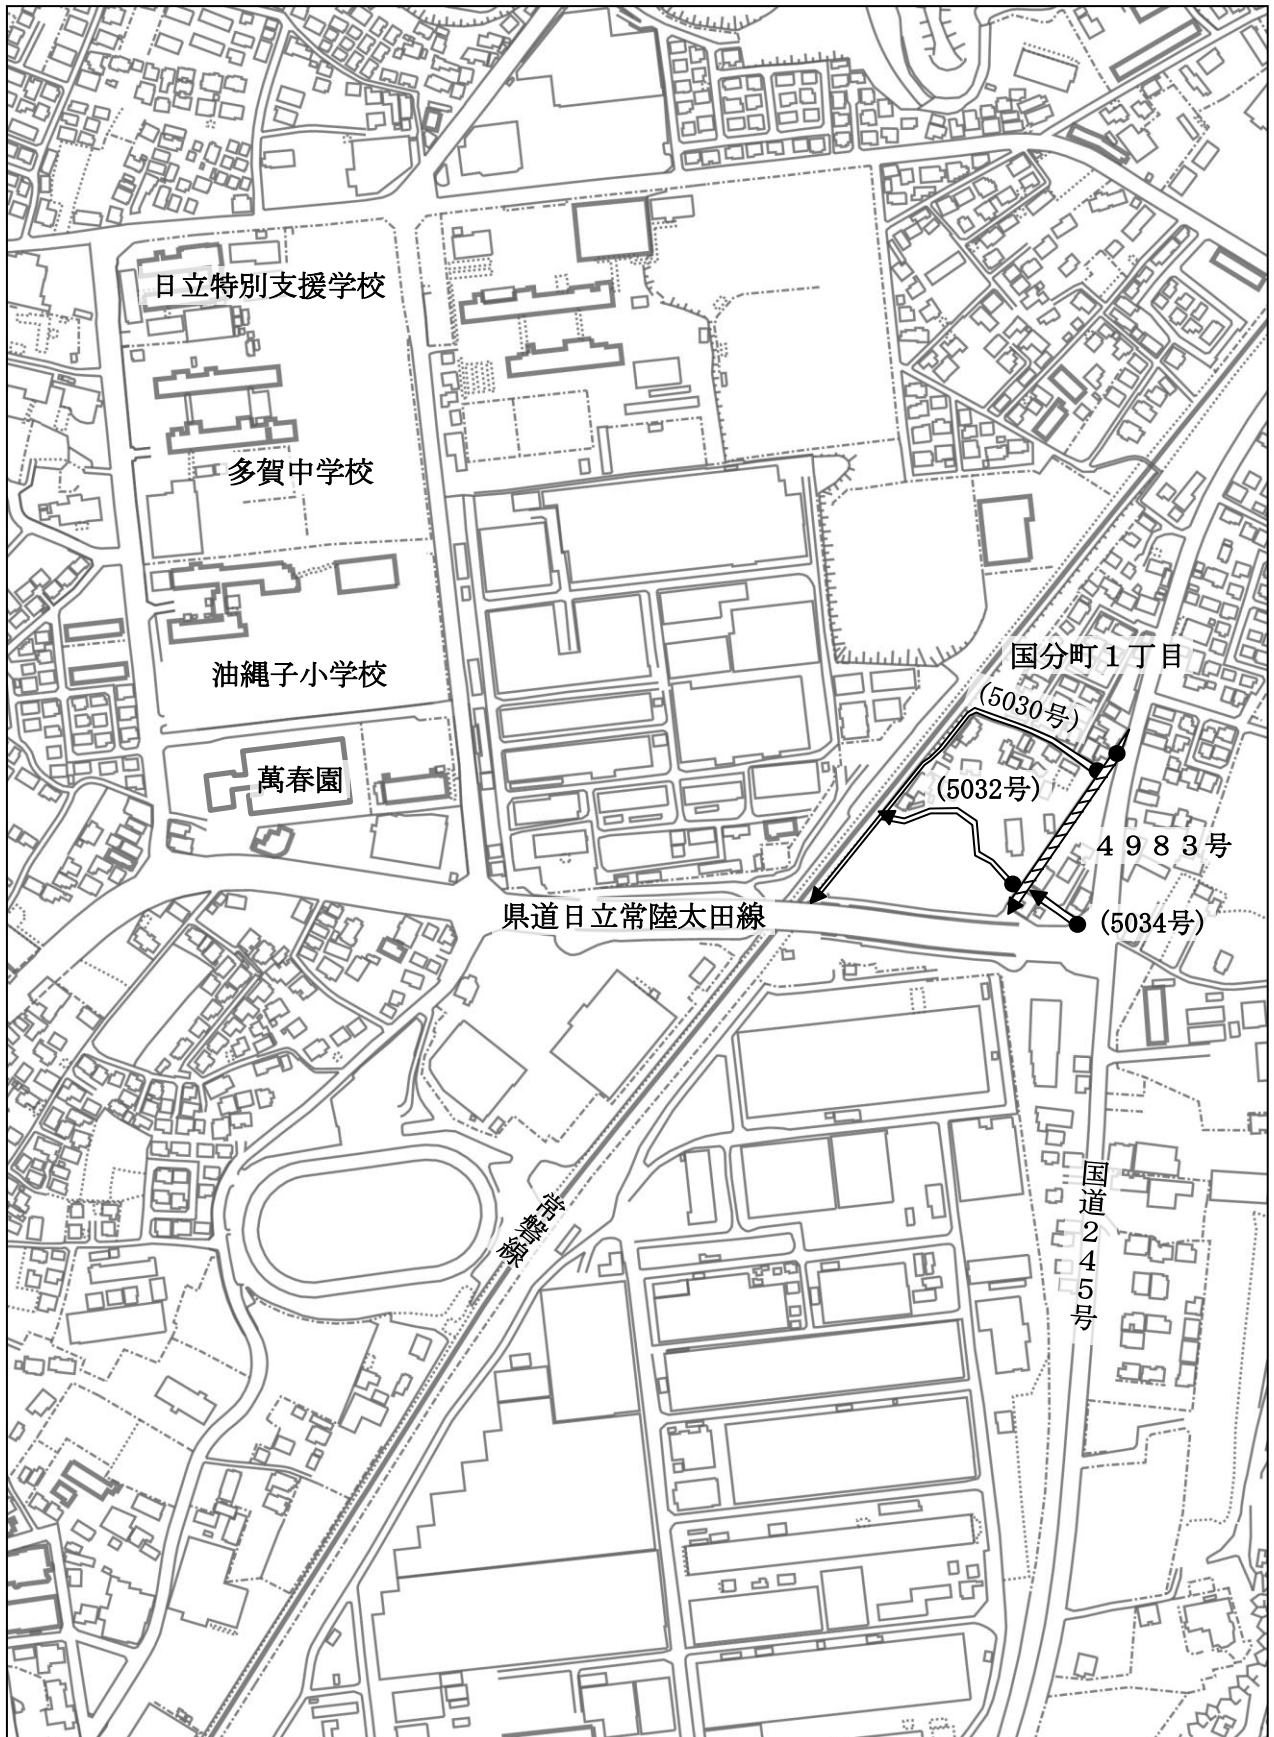 日立特別支援学校
多賀中学校
国分町１丁目
油縄子小学校
(5030号)
萬春園
(5032号)
４９８３号
県道日立常陸太田線
(5034号)
国道２４５号
常磐線